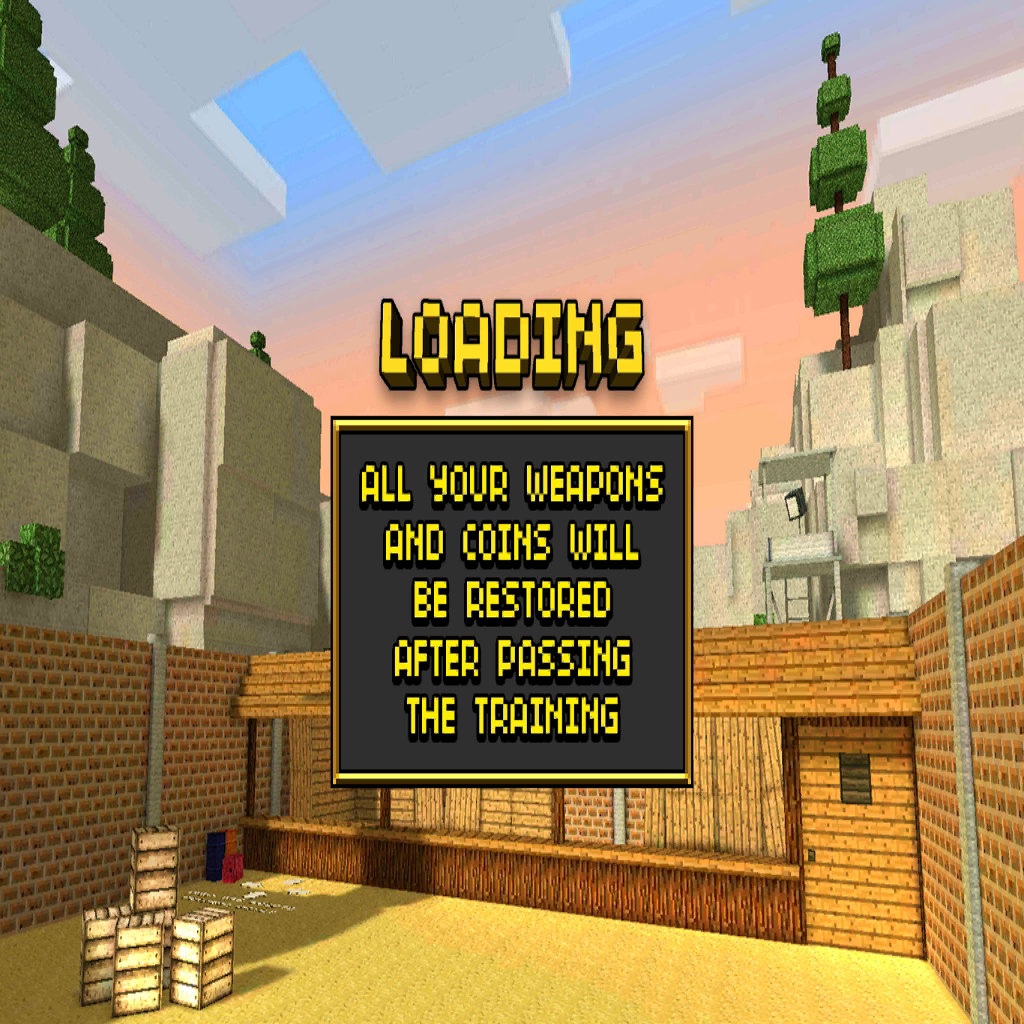 LOADING
ALL YOUR WEAPONS
AND COINS WILL
BE RESTORED
AFTER PASSING
THE TRAINING